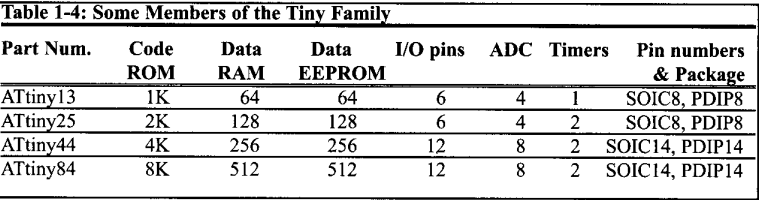 Table 1-4: Some Members of the Tiny Family
Part Num. Code Data Data I/O pins ADC Timers Pin numbers
ROM RAM EEPROM & Package
ATtiny13 1K 64 64 6 4 1 SOIC8, PDIP8
ATtiny25 2K 128 128 6 4 2 SOIC8, PDIP8
ATtiny44 4K 256 256 12 8 2 SOIC14, PDIP14
ATtiny84 8K 512 512 12 8 2 SOIC14, PDIP14